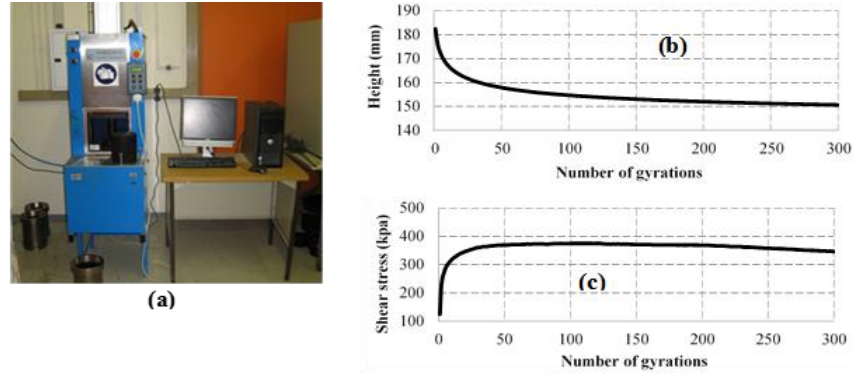 (a)
190
180
170
160
150
140
Height (mm)
(b)
0 50 100 150 200 250 300
Number of gyrations
500
400
300
200
100
Shear stress (kpa)
(c)
0 50 100 150 200 250 300
Number of gyrations